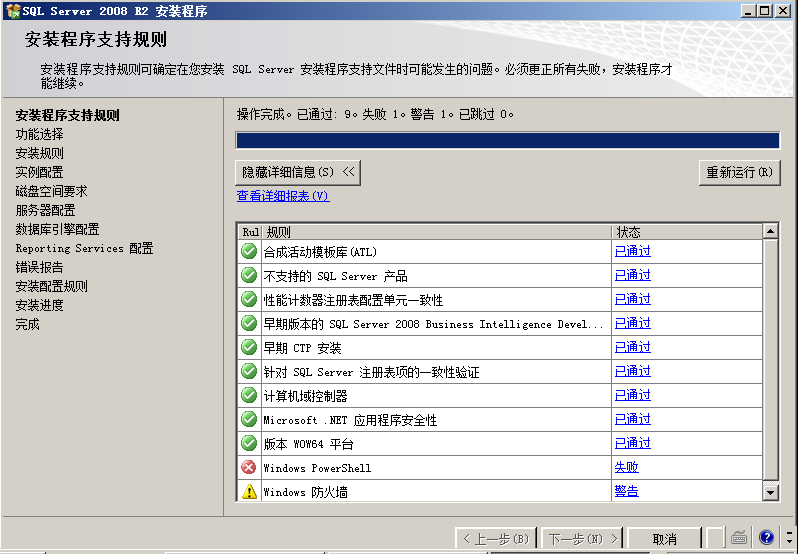 SQL Server 2008 R2 安装程序
安装程序支持规则
安装程序支持规则可确定在您安装 SQL Server 安装程序支持文件时可能发生的问题。必须更正所有失败，安装程序才
能继续。
安装程序支持规则
功能选择
安装规则
实例配置
磁盘空间要求
服务器配置
数据库引擎配置
Reporting Services 配置
错误报告
安装配置规则
安装进度
完成
操作完成。已通过: 9。失败 1。警告 1。已跳过 0。
隐藏详细信息(S) <<
重新运行(R)
查看详细报表(V)
Rul 规则 状态
合成活动模板库(ATL) 已通过
不支持的 SQL Server 产品 已通过
性能计数器注册表配置单元一致性 已通过
早期版本的 SQL Server 2008 Business Intelligence Devel... 已通过
早期 CTP 安装 已通过
针对 SQL Server 注册表项的一致性验证 已通过
计算机域控制器 已通过
Microsoft .NET 应用程序安全性 已通过
版本 WOW64 平台 已通过
Windows PowerShell 失败
Windows 防火墙 警告
< 上一步(B) 下一步(N) > 取消